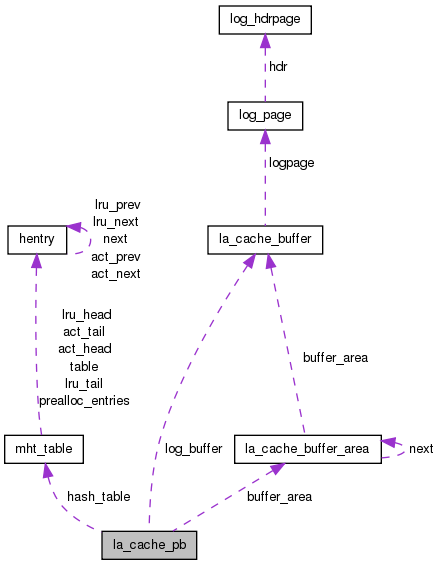 log_hdrpage
hdr
log_page
logpage
lru_prev
lru_next
next
act_prev
act_next
hentry
la_cache_buffer
lru_head
act_tail
act_head
table
lru_tail
prealloc_entries
buffer_area
mht_table
log_buffer
la_cache_buffer_area
next
hash_table
buffer_area
la_cache_pb